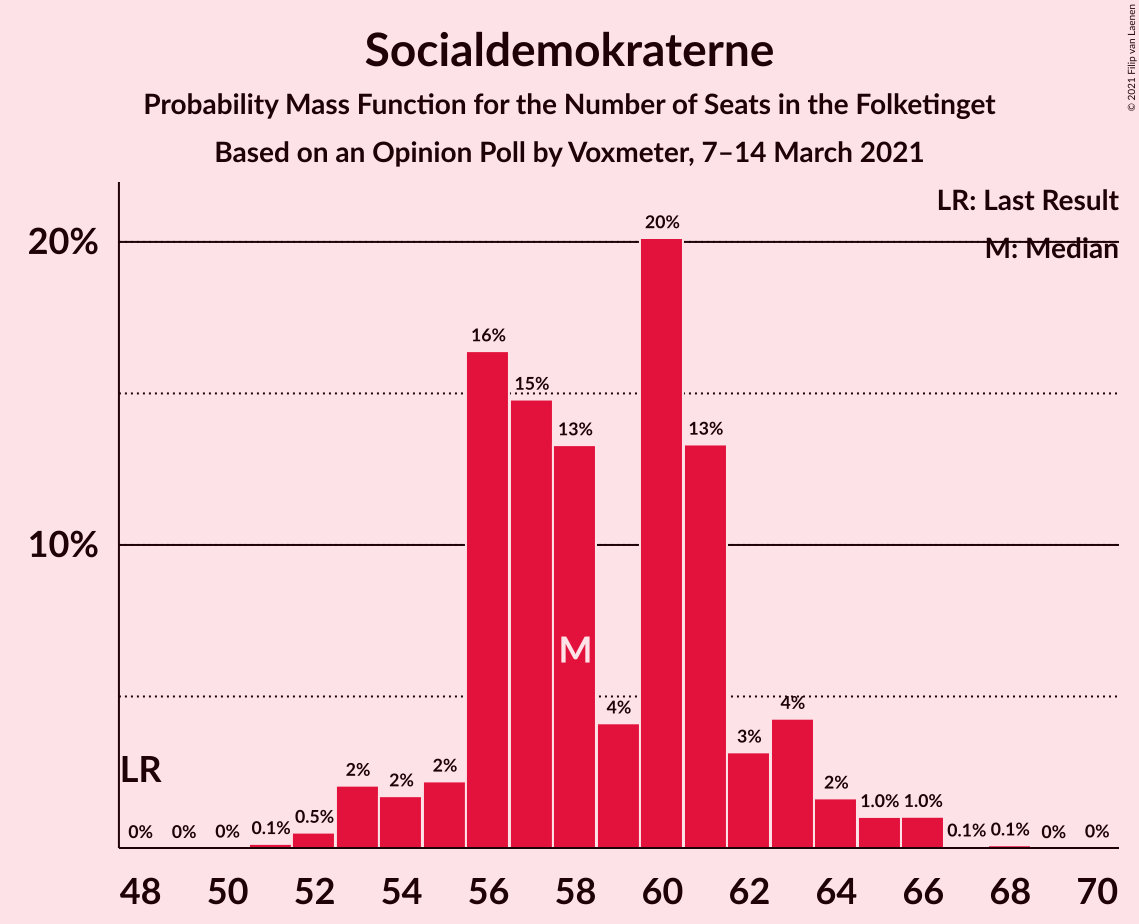 Socialdemokraterne
Probability Mass Function for the Number of Seats in the Folketinget
Based on an Opinion Poll by Voxmeter, 7–14 March 2021
© 2021 Filip van Laenen
LR: Last Result
M: Median
20%
10%
LR
M
0%
0%
0%
0.1%
0.5%
2%
2%
2%
16%
15%
13%
4%
20%
13%
3%
4%
2%
1.0%
1.0%
0.1%
0.1%
0%
0%
48 50 52 54 56 58 60 62 64 66 68 70